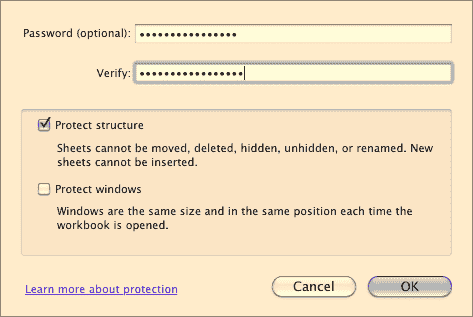 Password (optional): ••••••••••••••••
Verify: •••••••••••••••••
Protect structure
Sheets cannot be moved, deleted, hidden, unhidden, or renamed. New
sheets cannot be inserted.
Protect windows
Windows are the same size and in the same position each time the
workbook is opened.
Learn more about protection
Cancel
OK